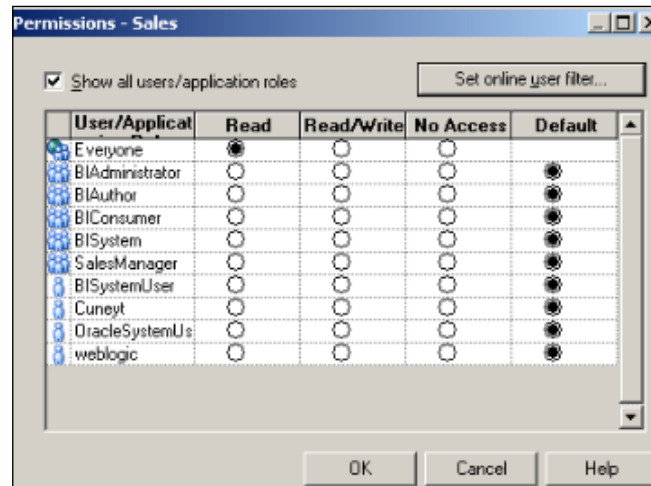 Permissions - Sales
Show all users/application roles
Set online user filter...
User/Applicat Read Read/Write No Access Default
Everyone
BIAdministrator
BIAuthor
BIConsumer
BISystem
SalesManager
BISystemUser
Cuneyt
OracleSystemUs
weblogic
OK Cancel Help